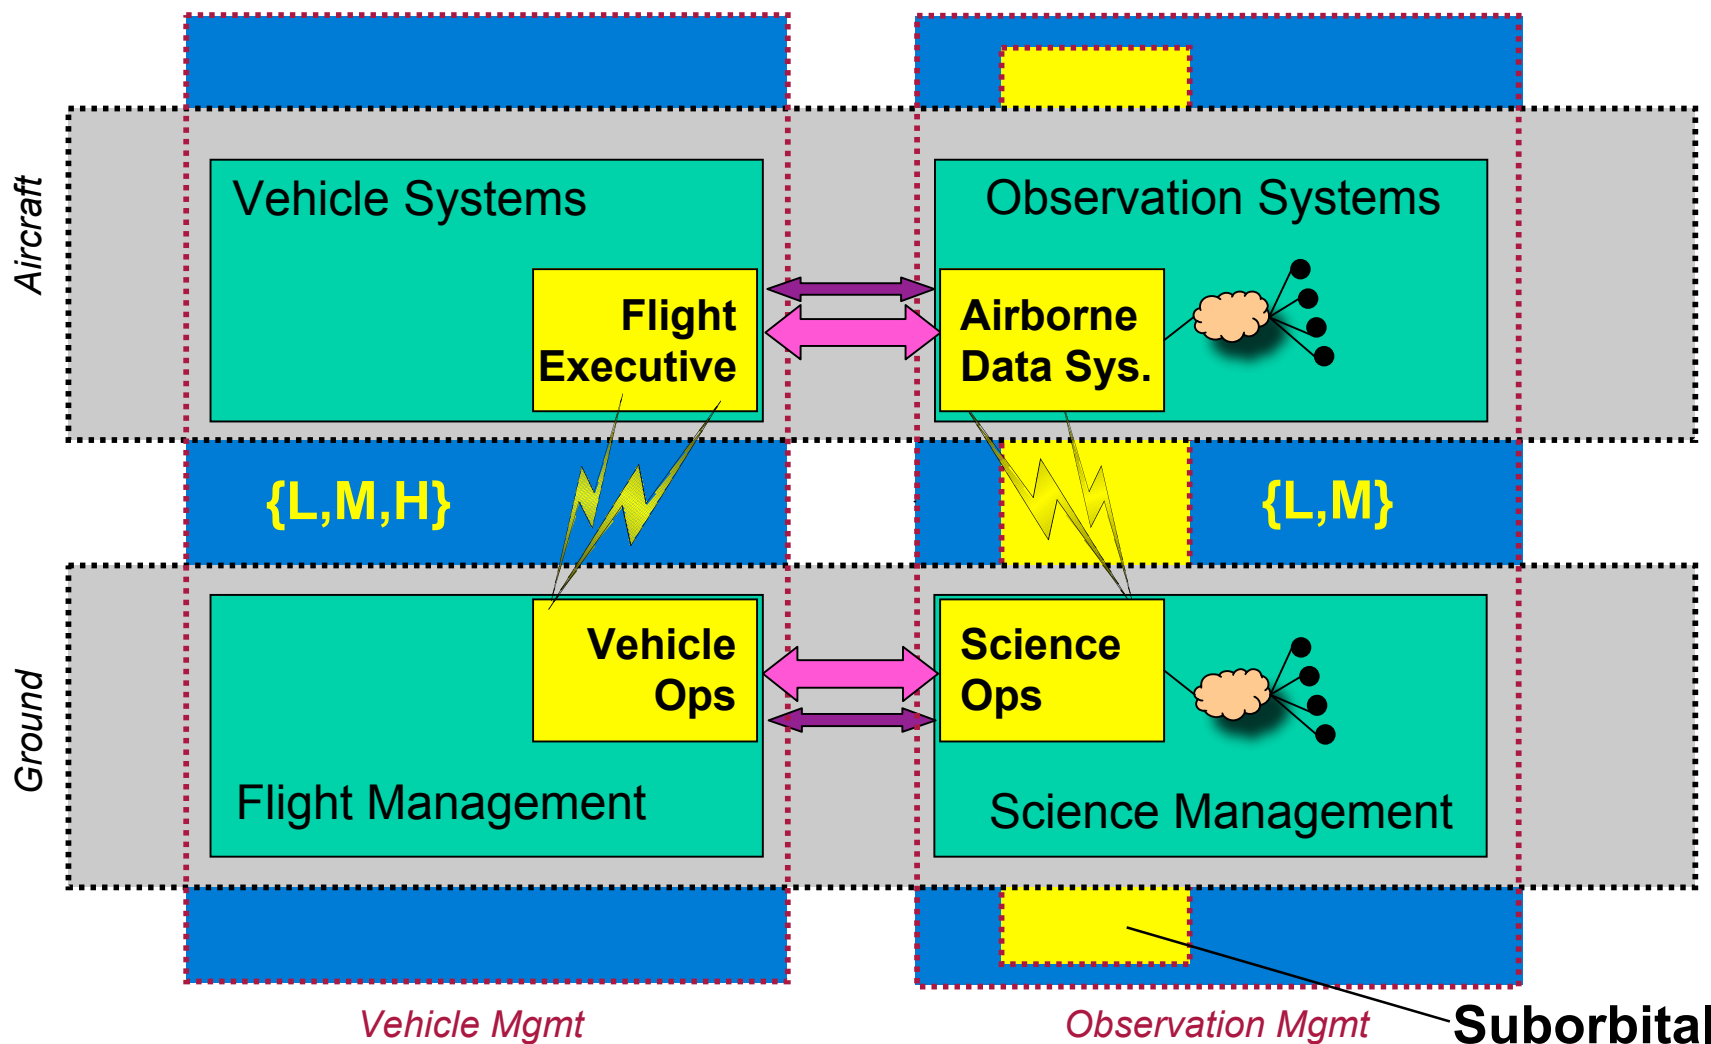 Aircraft
Vehicle Systems
Observation Systems
Flight
Executive
Airborne
Data Sys.
{L,M,H}
{L,M}
Ground
Vehicle
Ops
Science
Ops
Flight Management
Science Management
Vehicle Mgmt
Observation Mgmt
Suborbital